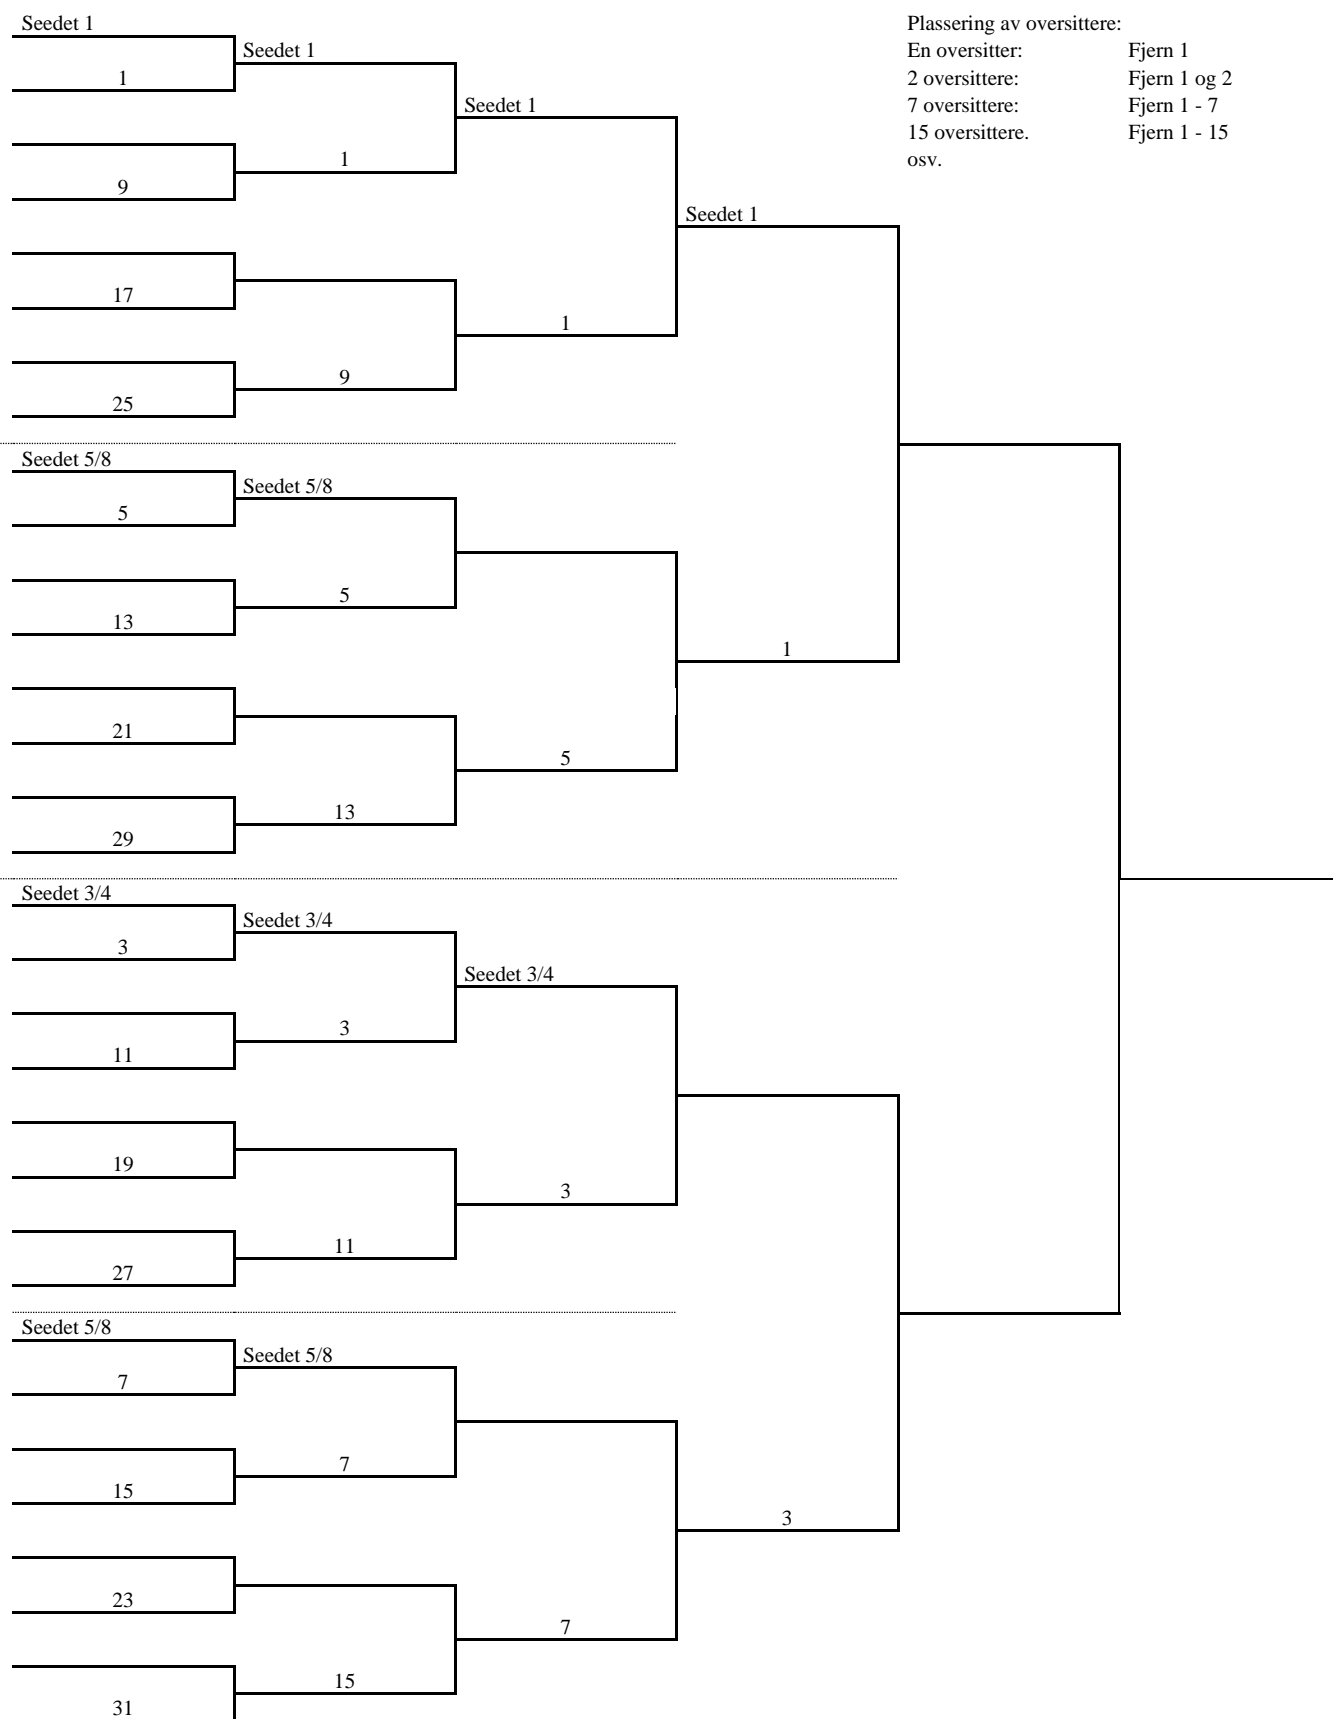 Seedet 1
Plassering av oversittere:
Seedet 1
En oversitter: Fjern 1
1
2 oversittere: Fjern 1 og 2
Seedet 1
7 oversittere: Fjern 1 - 7
15 oversittere. Fjern 1 - 15
1
osv.
9
Seedet 1
17
1
9
25
Seedet 5/8
Seedet 5/8
5
5
13
1
21
5
13
29
Seedet 3/4
Seedet 3/4
3
Seedet 3/4
3
11
19
3
11
27
Seedet 5/8
Seedet 5/8
7
7
15
3
23
7
15
31